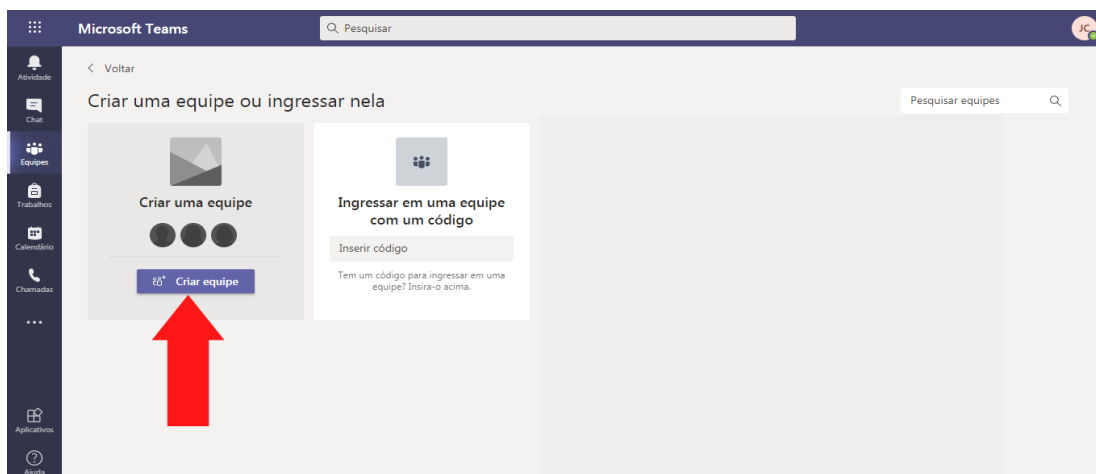 Microsoft Teams
Pesquisar
JC
Atividade
Chat
Equipes
Trabalhos
Calendário
Chamadas
Aplicativos
Ajuda
Voltar
Criar uma equipe ou ingressar nela
Pesquisar equipes
Criar uma equipe
Criar equipe
Ingressar em uma equipe
com um código
Inserir código
Tem um código para ingressar em uma
equipe? Insira-o acima.